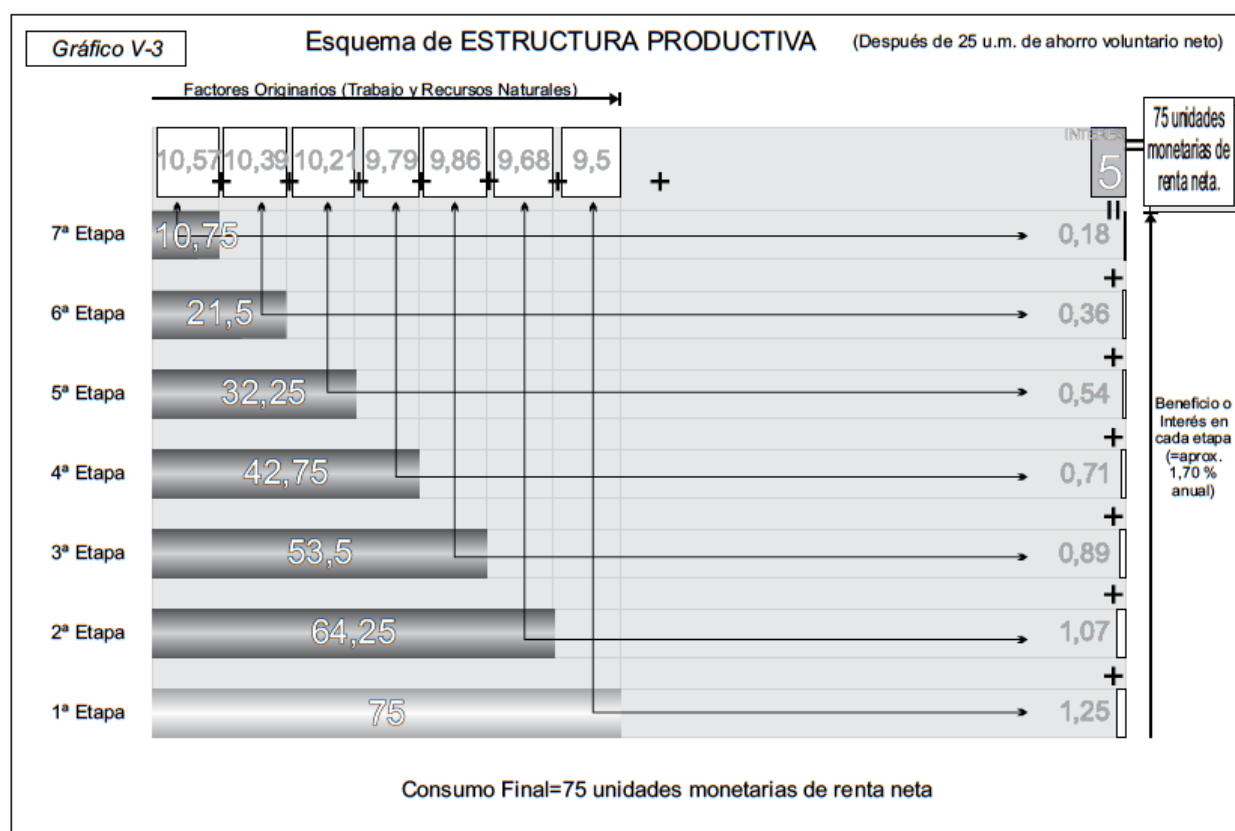 Gráfico V-3
Esquema de ESTRUCTURA PRODUCTIVA
(Después de 25 u.m. de ahorro voluntario neto)
Factores Originarios (Trabajo y Recursos Naturales)
10,57 + 10,39 + 10,21 + 9,79 + 9,86 + 9,68 + 9,5 +
INTERES
5
=
75 unidades
monetarias de
renta neta.
7ª Etapa 10,75 0,18
+
6ª Etapa 21,5 0,36
+
5ª Etapa 32,25 0,54
+
4ª Etapa 42,75 0,71
+
3ª Etapa 53,5 0,89
+
2ª Etapa 64,25 1,07
+
1ª Etapa 75 1,25
Beneficio o
Interés en
cada etapa
(=aprox.
1,70 %
anual)
Consumo Final=75 unidades monetarias de renta neta